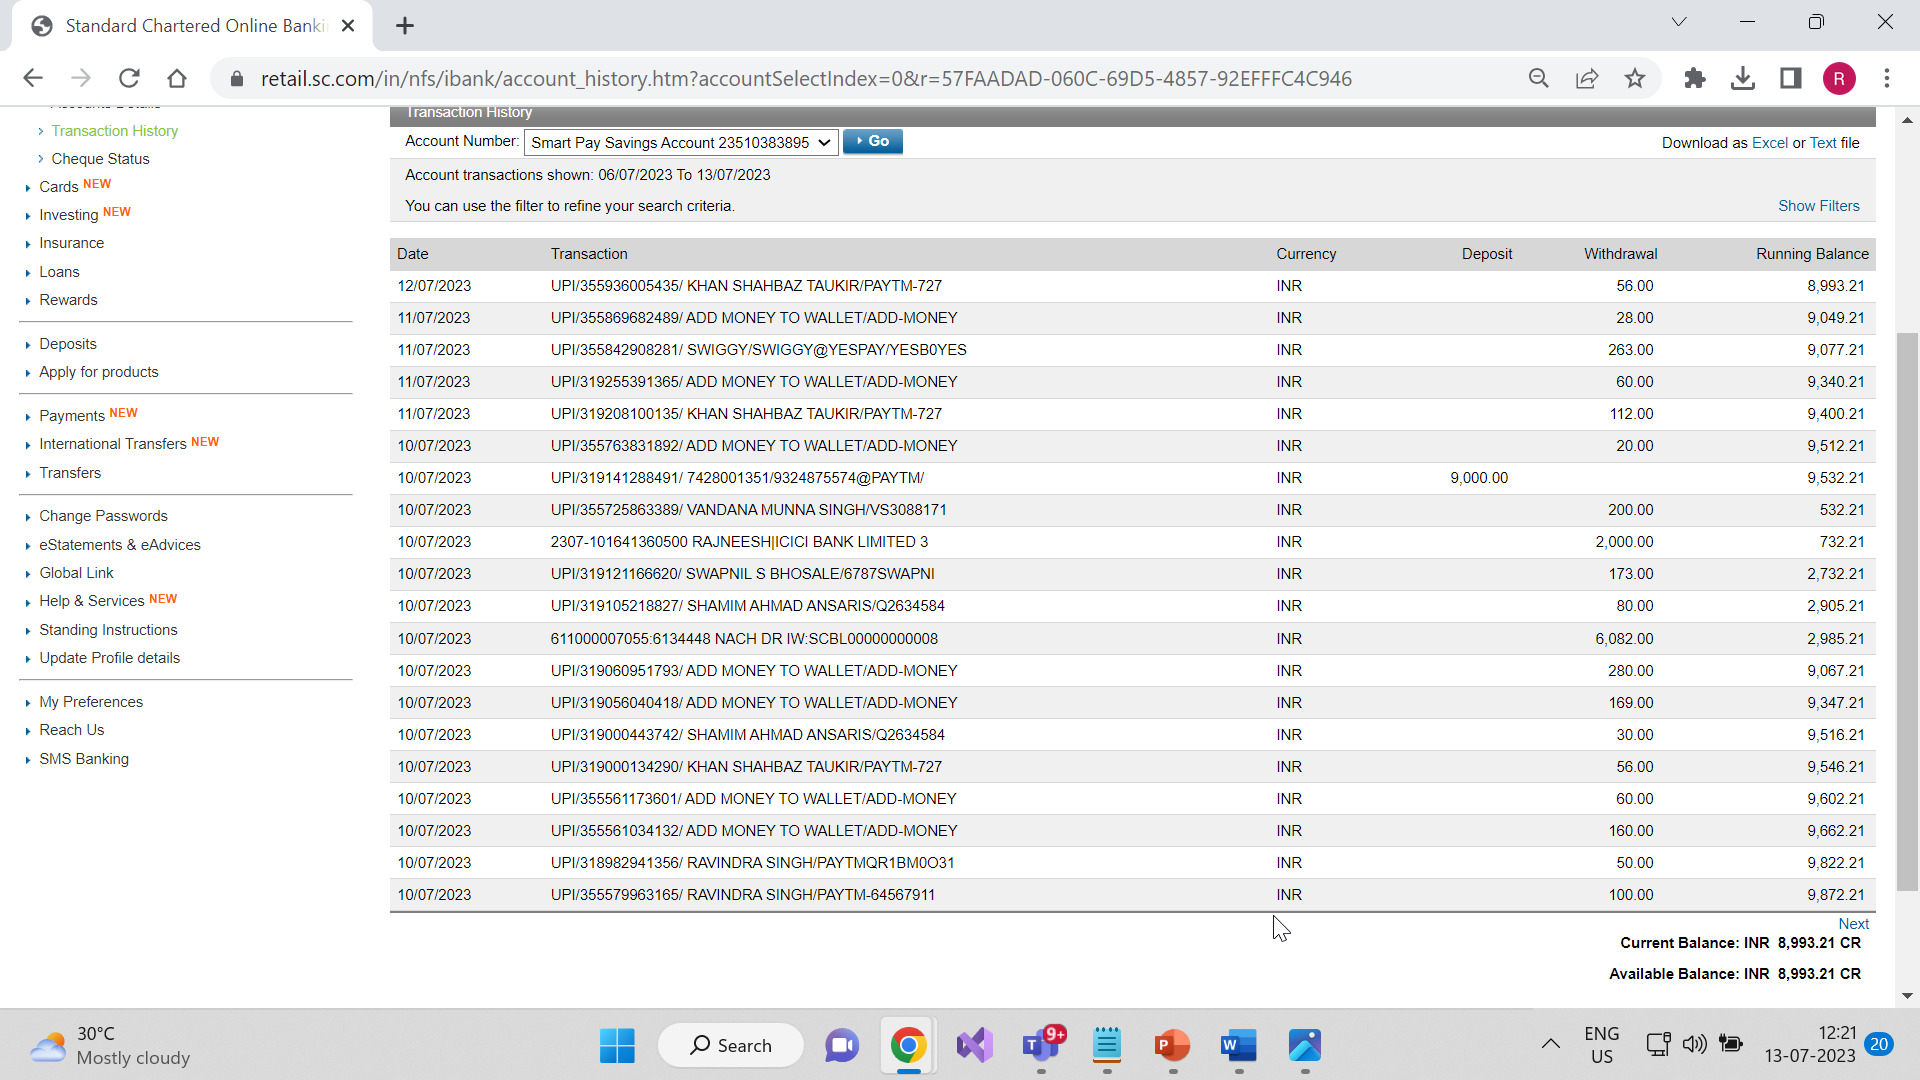 Standard Chartered Online Banki
retail.sc.com/in/nfs/ibank/account_history.htm?accountSelectIndex=0&r=57FAADAD-060C-69D5-4857-92EFFFC4C946
R
Transaction History
Cheque Status
Cards NEW
Investing NEW
Insurance
Loans
Rewards
Deposits
Apply for products
Payments NEW
International Transfers NEW
Transfers
Change Passwords
eStatements & eAdvices
Global Link
Help & Services NEW
Standing Instructions
Update Profile details
My Preferences
Reach Us
SMS Banking
Transaction History
Account Number: Smart Pay Savings Account 23510383895 Go Download as Excel or Text file
Account transactions shown: 06/07/2023 To 13/07/2023
You can use the filter to refine your search criteria. Show Filters
Date Transaction Currency Deposit Withdrawal Running Balance
12/07/2023 UPI/355936005435/ KHAN SHAHBAZ TAUKIR/PAYTM-727 INR 56.00 8,993.21
11/07/2023 UPI/355869682489/ ADD MONEY TO WALLET/ADD-MONEY INR 28.00 9,049.21
11/07/2023 UPI/355842908281/ SWIGGY/SWIGGY@YESPAY/YESB0YES INR 263.00 9,077.21
11/07/2023 UPI/319255391365/ ADD MONEY TO WALLET/ADD-MONEY INR 60.00 9,340.21
11/07/2023 UPI/319208100135/ KHAN SHAHBAZ TAUKIR/PAYTM-727 INR 112.00 9,400.21
10/07/2023 UPI/355763831892/ ADD MONEY TO WALLET/ADD-MONEY INR 20.00 9,512.21
10/07/2023 UPI/319141288491/ 7428001351/9324875574@PAYTM/ INR 9,000.00 9,532.21
10/07/2023 UPI/355725863389/ VANDANA MUNNA SINGH/VS3088171 INR 200.00 532.21
10/07/2023 2307-101641360500 RAJNEESH|ICICI BANK LIMITED 3 INR 2,000.00 732.21
10/07/2023 UPI/319121166620/ SWAPNIL S BHOSALE/6787SWAPNI INR 173.00 2,732.21
10/07/2023 UPI/319105218827/ SHAMIM AHMAD ANSARIS/Q2634584 INR 80.00 2,905.21
10/07/2023 611000007055:6134448 NACH DR IW:SCBL00000000008 INR 6,082.00 2,985.21
10/07/2023 UPI/319060951793/ ADD MONEY TO WALLET/ADD-MONEY INR 280.00 9,067.21
10/07/2023 UPI/319056040418/ ADD MONEY TO WALLET/ADD-MONEY INR 169.00 9,347.21
10/07/2023 UPI/319000443742/ SHAMIM AHMAD ANSARIS/Q2634584 INR 30.00 9,516.21
10/07/2023 UPI/319000134290/ KHAN SHAHBAZ TAUKIR/PAYTM-727 INR 56.00 9,546.21
10/07/2023 UPI/355561173601/ ADD MONEY TO WALLET/ADD-MONEY INR 60.00 9,602.21
10/07/2023 UPI/355561034132/ ADD MONEY TO WALLET/ADD-MONEY INR 160.00 9,662.21
10/07/2023 UPI/318982941356/ RAVINDRA SINGH/PAYTMQR1BM0O31 INR 50.00 9,822.21
10/07/2023 UPI/355579963165/ RAVINDRA SINGH/PAYTM-64567911 INR 100.00 9,872.21
Next
Current Balance: INR 8,993.21 CR
Available Balance: INR 8,993.21 CR
30°C
Mostly cloudy
Search
9+
ENG
US
12:21
13-07-2023
20